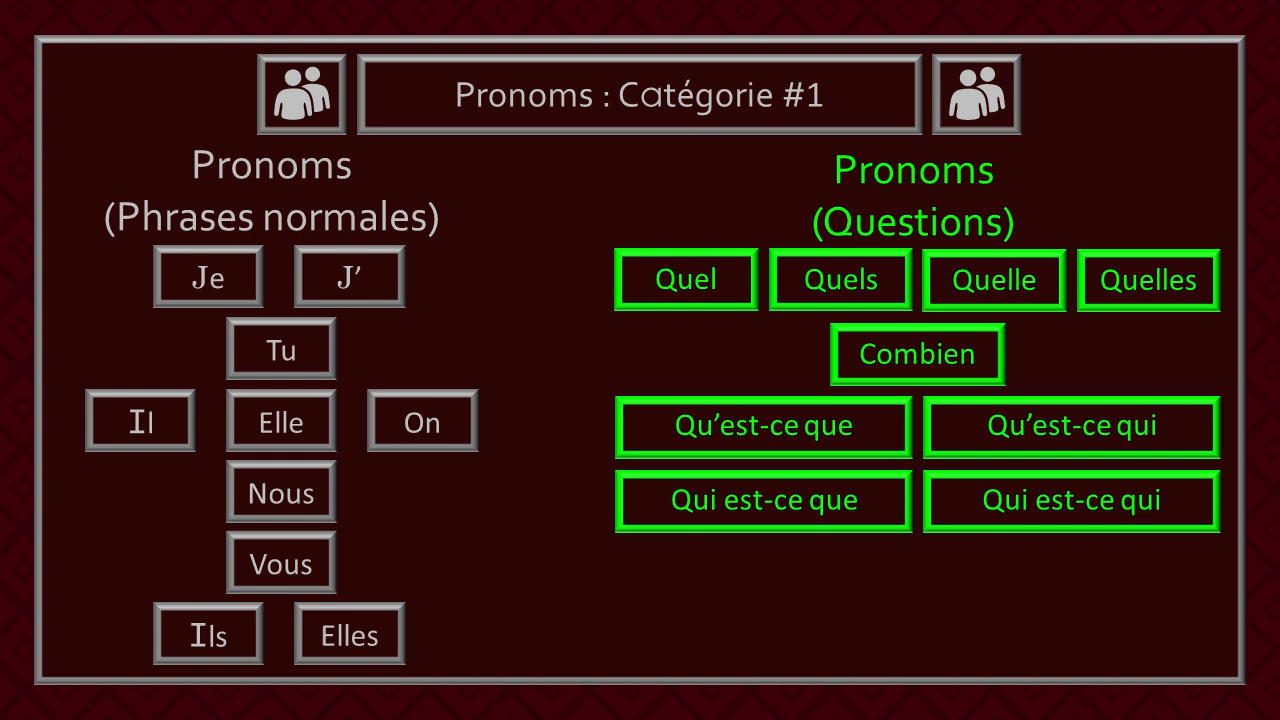 Pronoms : Catégorie #1
Pronoms
(Phrases normales)
Je J’
Tu
Il Elle On
Nous
Vous
Ils Elles
Pronoms
(Questions)
Quel Quels Quelle Quelles
Combien
Qu’est-ce que Qu’est-ce qui
Qui est-ce que Qui est-ce qui